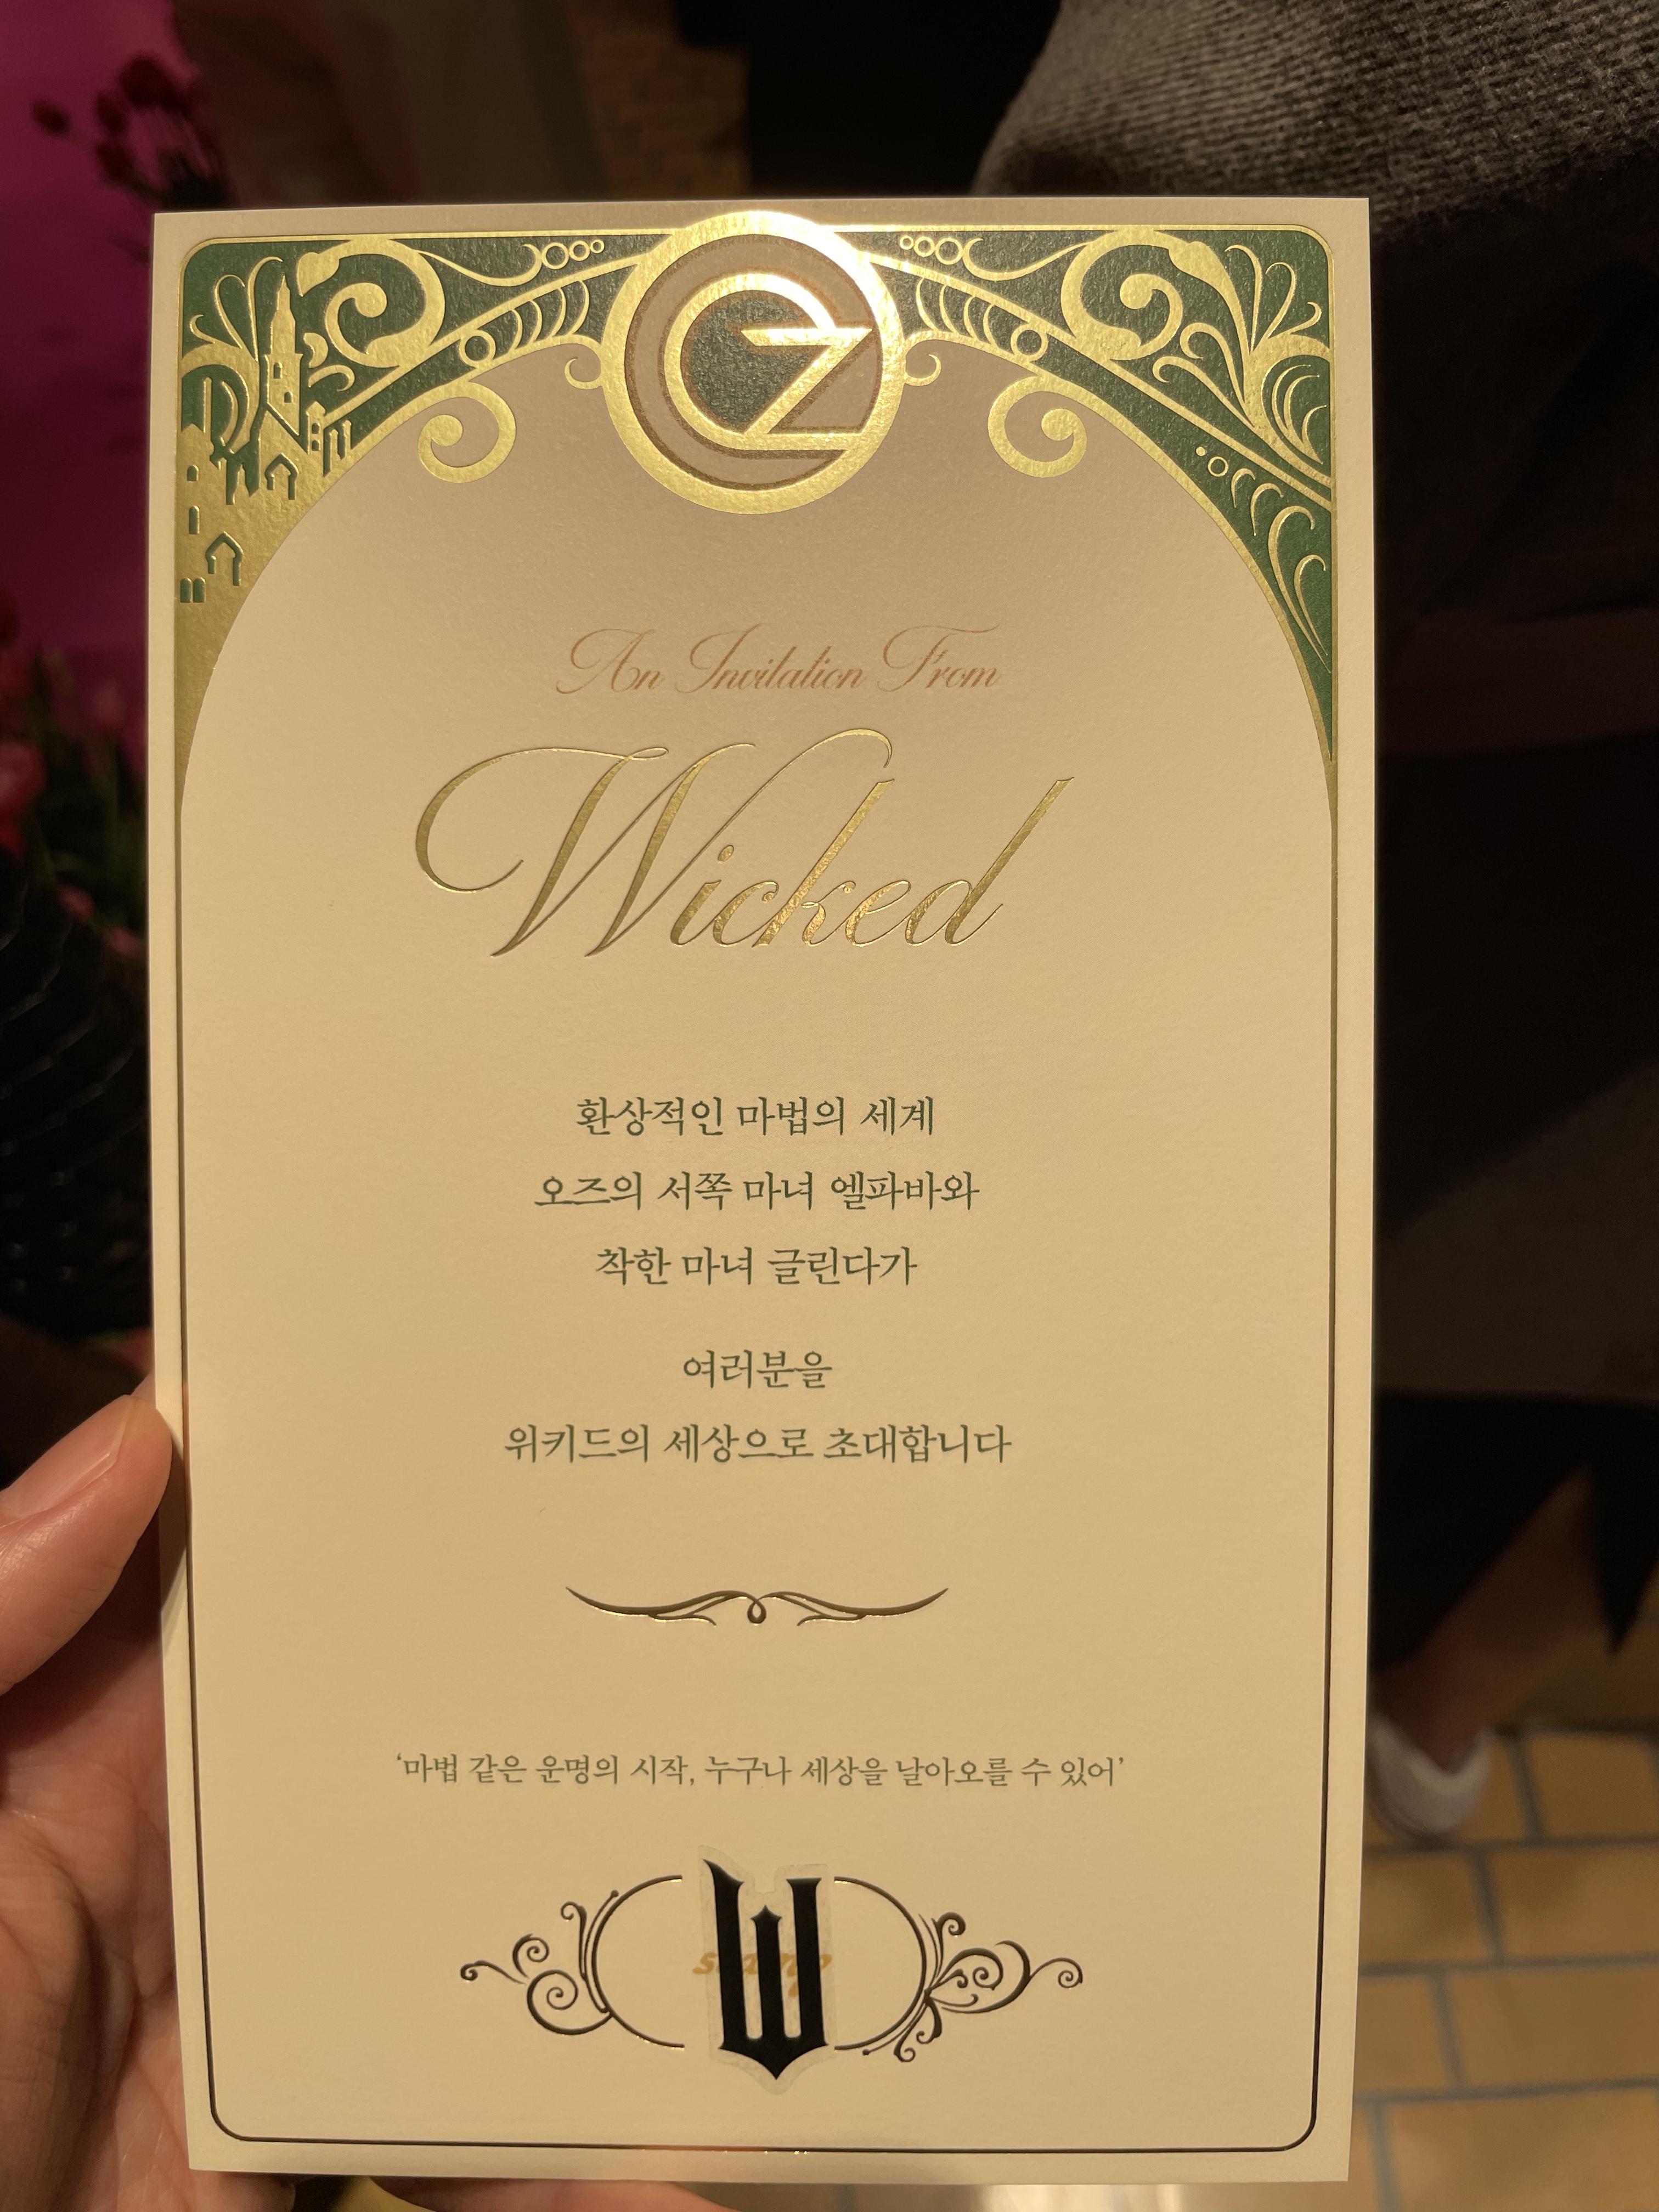 OZ
An Invitation From
Wicked
환상적인 마법의 세계
오즈의 서쪽 마녀 엘파바와
착한 마녀 글린다가
여러분을
위키드의 세상으로 초대합니다
‘마법 같은 운명의 시작, 누구나 세상을 날아오를 수 있어’
W